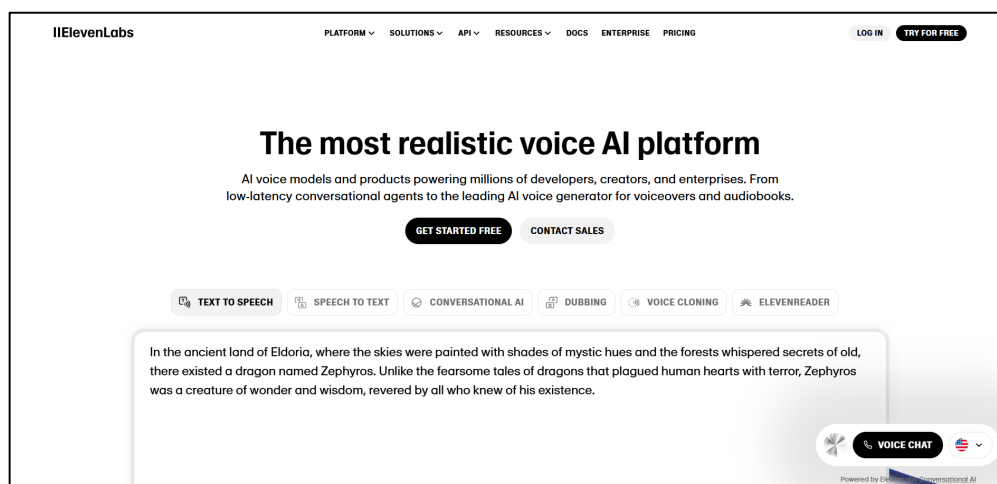 IIElevenLabs
PLATFORM
SOLUTIONS
API
RESOURCES
DOCS
ENTERPRISE
PRICING
LOG IN
TRY FOR FREE
The most realistic voice AI platform
AI voice models and products powering millions of developers, creators, and enterprises. From
low-latency conversational agents to the leading AI voice generator for voiceovers and audiobooks.
GET STARTED FREE
CONTACT SALES
TEXT TO SPEECH
SPEECH TO TEXT
CONVERSATIONAL AI
DUBBING
VOICE CLONING
ELEVENREADER
In the ancient land of Eldoria, where the skies were painted with shades of mystic hues and the forests whispered secrets of old,
there existed a dragon named Zephyros. Unlike the fearsome tales of dragons that plagued human hearts with terror, Zephyros
was a creature of wonder and wisdom, revered by all who knew of his existence.
VOICE CHAT
Powered by ElevenLabs Conversational AI